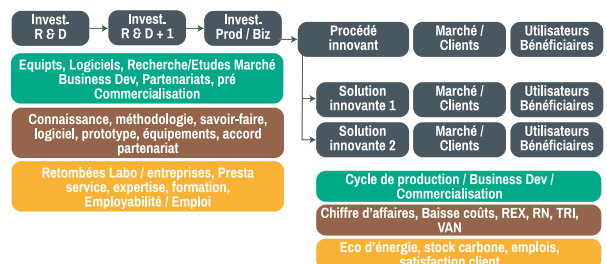 Invest.
R & D
Invest.
R & D + 1
Invest.
Prod / Biz
Procédé
innovant
Marché /
Clients
Utilisateurs
Bénéficiaires
Equipts, Logiciels, Recherche/Etudes Marché
Business Dev, Partenariats, pré
Commercialisation
Connaissance, méthodologie, savoir-faire,
logiciel, prototype, équipements, accord
partenariat
Retombées Labo / entreprises, Presta
service, expertise, formation,
Employabilité / Emploi
Solution
innovante 1
Marché /
Clients
Utilisateurs
Bénéficiaires
Solution
innovante 2
Marché /
Clients
Utilisateurs
Bénéficiaires
Cycle de production / Business Dev /
Commercialisation
Chiffre d'affaires, Baisse coûts, REX, RN, TRI,
VAN
Eco d'énergie, stock carbone, emplois,
satisfaction client